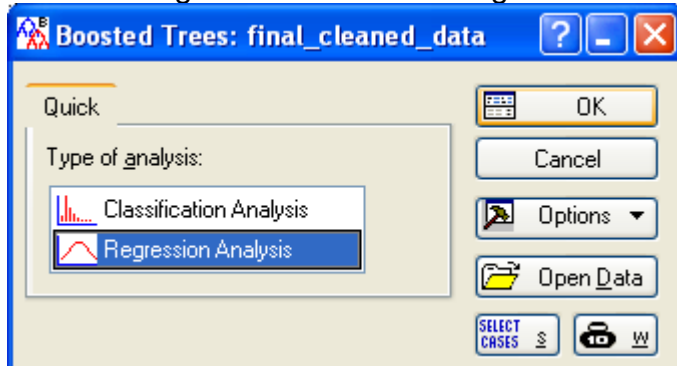 Boosted Trees: final_cleaned_data
Quick
Type of analysis:
Classification Analysis
Regression Analysis
OK
Cancel
Options
Open Data
SELECT
CASES
S
W